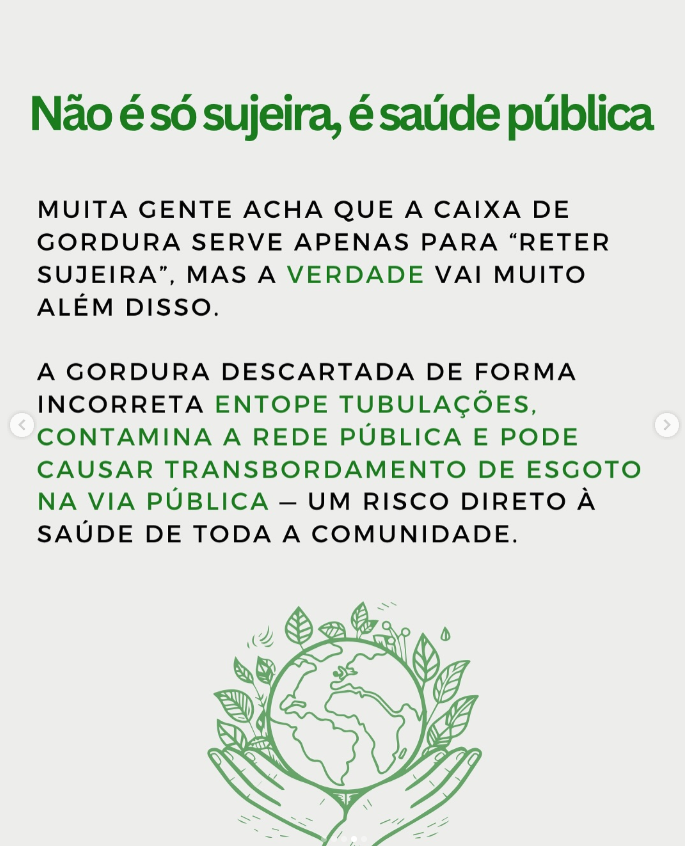 Não é só sujeira, é saúde pública
MUITA GENTE ACHA QUE A CAIXA DE
GORDURA SERVE APENAS PARA “RETER
SUJEIRA”, MAS A VERDADE VAI MUITO
ALÉM DISSO.
A GORDURA DESCARTADA DE FORMA
INCORRETA ENTOPE TUBULAÇÕES,
CONTAMINA A REDE PÚBLICA E PODE
CAUSAR TRANSBORDAMENTO DE ESGOTO
NA VIA PÚBLICA — UM RISCO DIRETO À
SAÚDE DE TODA A COMUNIDADE.